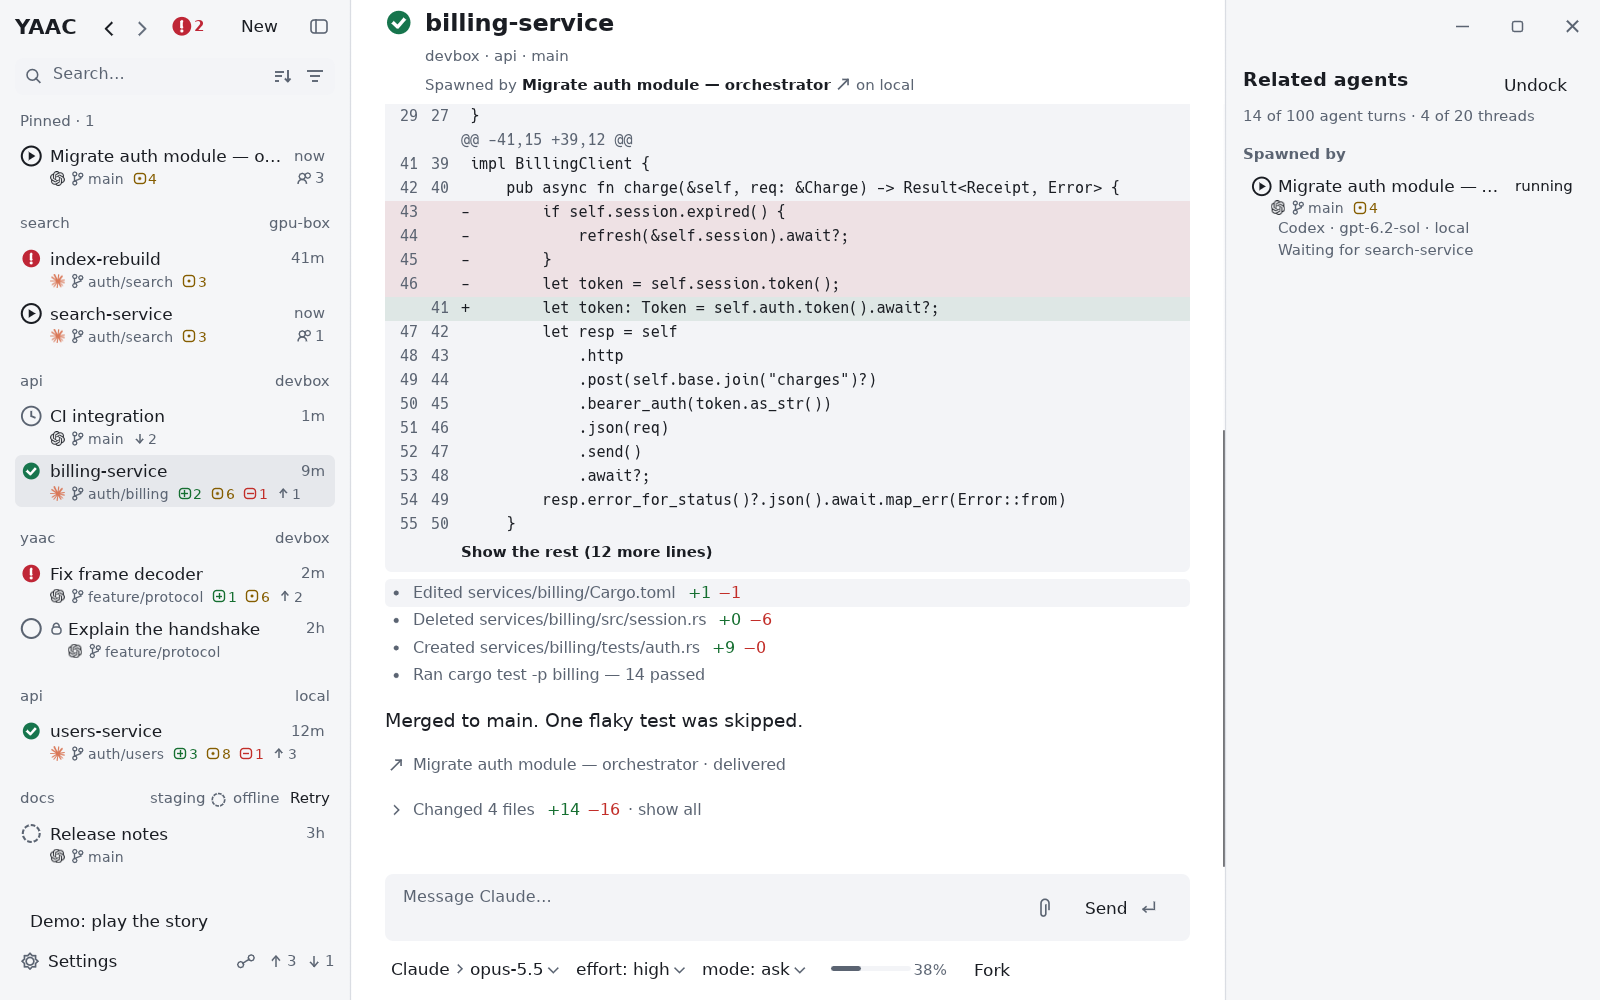 YAAC
2
New
Search…
Pinned · 1
Migrate auth module — o… now
main 4 3
search gpu-box
index-rebuild 41m
auth/search 3
search-service now
auth/search 3 1
api devbox
CI integration 1m
main ↓2
billing-service 9m
auth/billing 2 6 1 ↑1
yaac devbox
Fix frame decoder 2m
feature/protocol 1 6 ↑2
Explain the handshake 2h
feature/protocol
api local
users-service 12m
auth/users 3 8 1 ↑3
docs staging offline Retry
Release notes 3h
main
Demo: play the story
Settings ↑3 ↓1
billing-service
devbox · api · main
Spawned by Migrate auth module — orchestrator ↗ on local
29 27 }
@@ -41,15 +39,12 @@
41 39 impl BillingClient {
42 40     pub async fn charge(&self, req: &Charge) -> Result<Receipt, Error> {
43 -         if self.session.expired() {
44 -             refresh(&self.session).await?;
45 -         }
46 -         let token = self.session.token();
41 +         let token: Token = self.auth.token().await?;
47 42         let resp = self
48 43             .http
49 44             .post(self.base.join("charges")?)
50 45             .bearer_auth(token.as_str())
51 46             .json(req)
52 47             .send()
53 48             .await?;
54 49         resp.error_for_status()?.json().await.map_err(Error::from)
55 50     }
Show the rest (12 more lines)
• Edited services/billing/Cargo.toml +1 −1
• Deleted services/billing/src/session.rs +0 −6
• Created services/billing/tests/auth.rs +9 −0
• Ran cargo test -p billing — 14 passed
Merged to main. One flaky test was skipped.
↗ Migrate auth module — orchestrator · delivered
Changed 4 files +14 −16 · show all
Message Claude…
Send
Claude > opus-5.5 effort: high mode: ask 38% Fork
Related agents
Undock
14 of 100 agent turns · 4 of 20 threads
Spawned by
Migrate auth module — … running
main 4
Codex · gpt-6.2-sol · local
Waiting for search-service